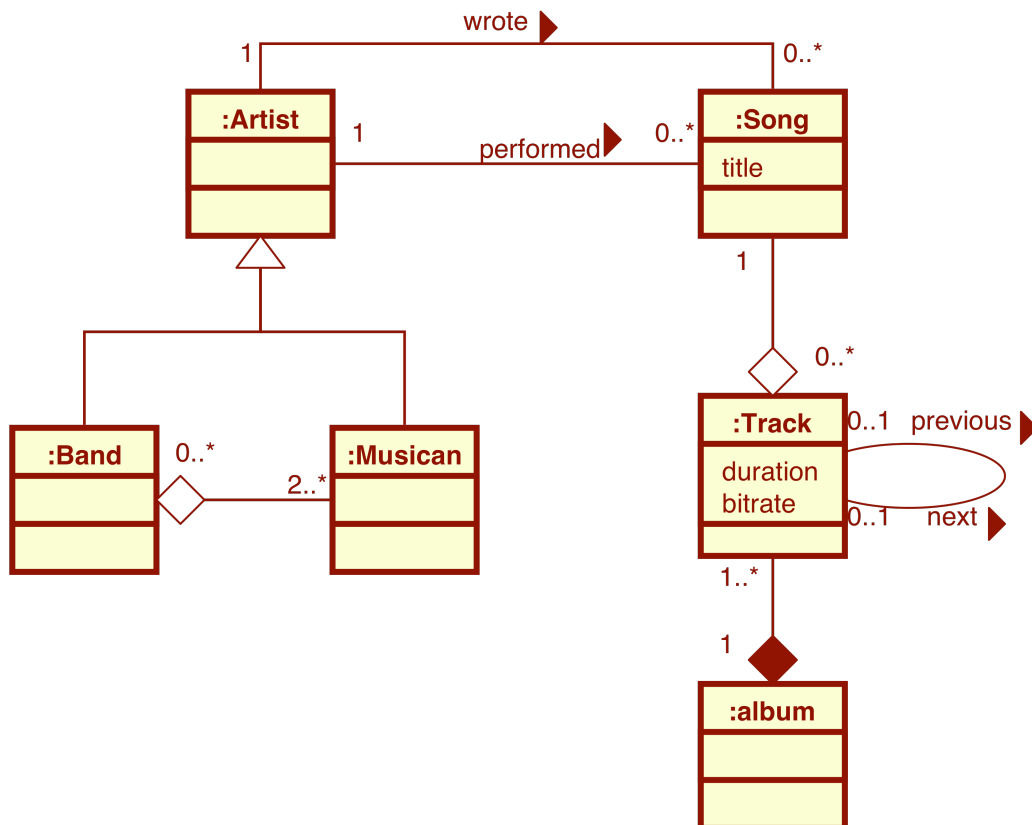 wrote
1
0..*
:Artist
:Song
1
0..*
performed
title
1
0..*
:Band
0..*
:Musican
2..*
:Track
0..1 previous
duration
bitrate
0..1 next
1..*
1
:album